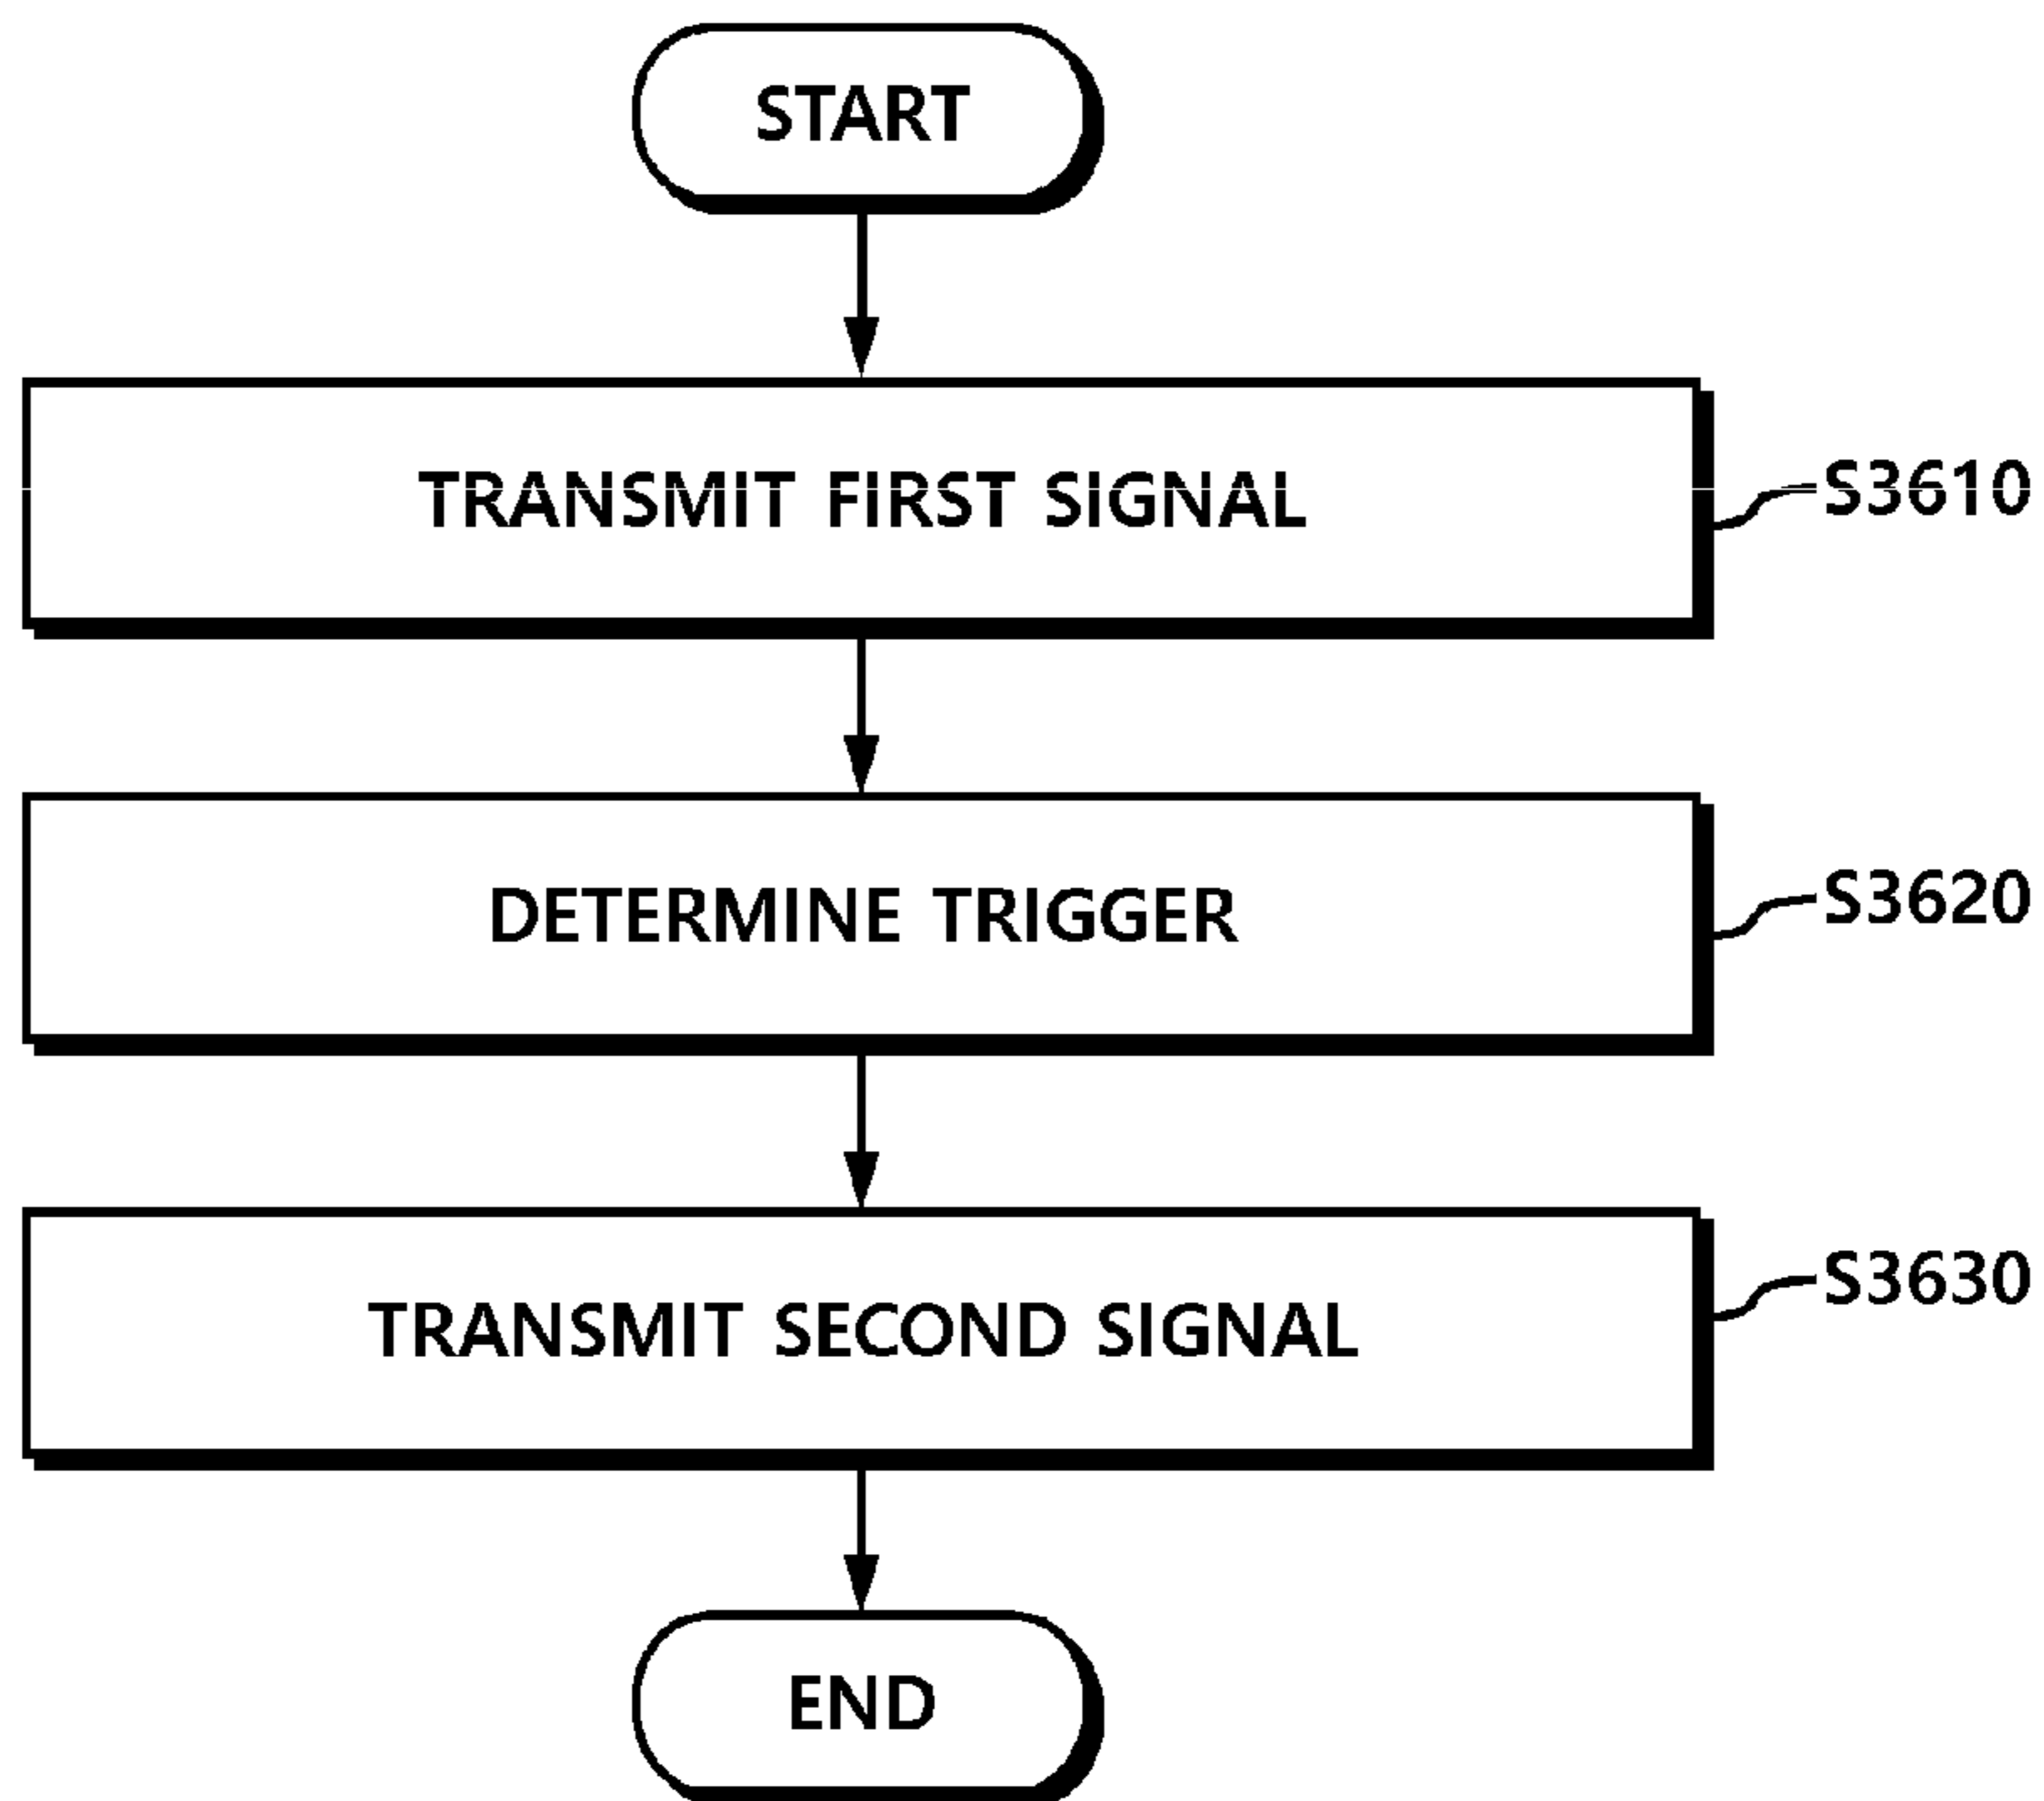 START
TRANSMIT FIRST SIGNAL
S3610
DETERMINE TRIGGER
S3620
TRANSMIT SECOND SIGNAL
S3630
END